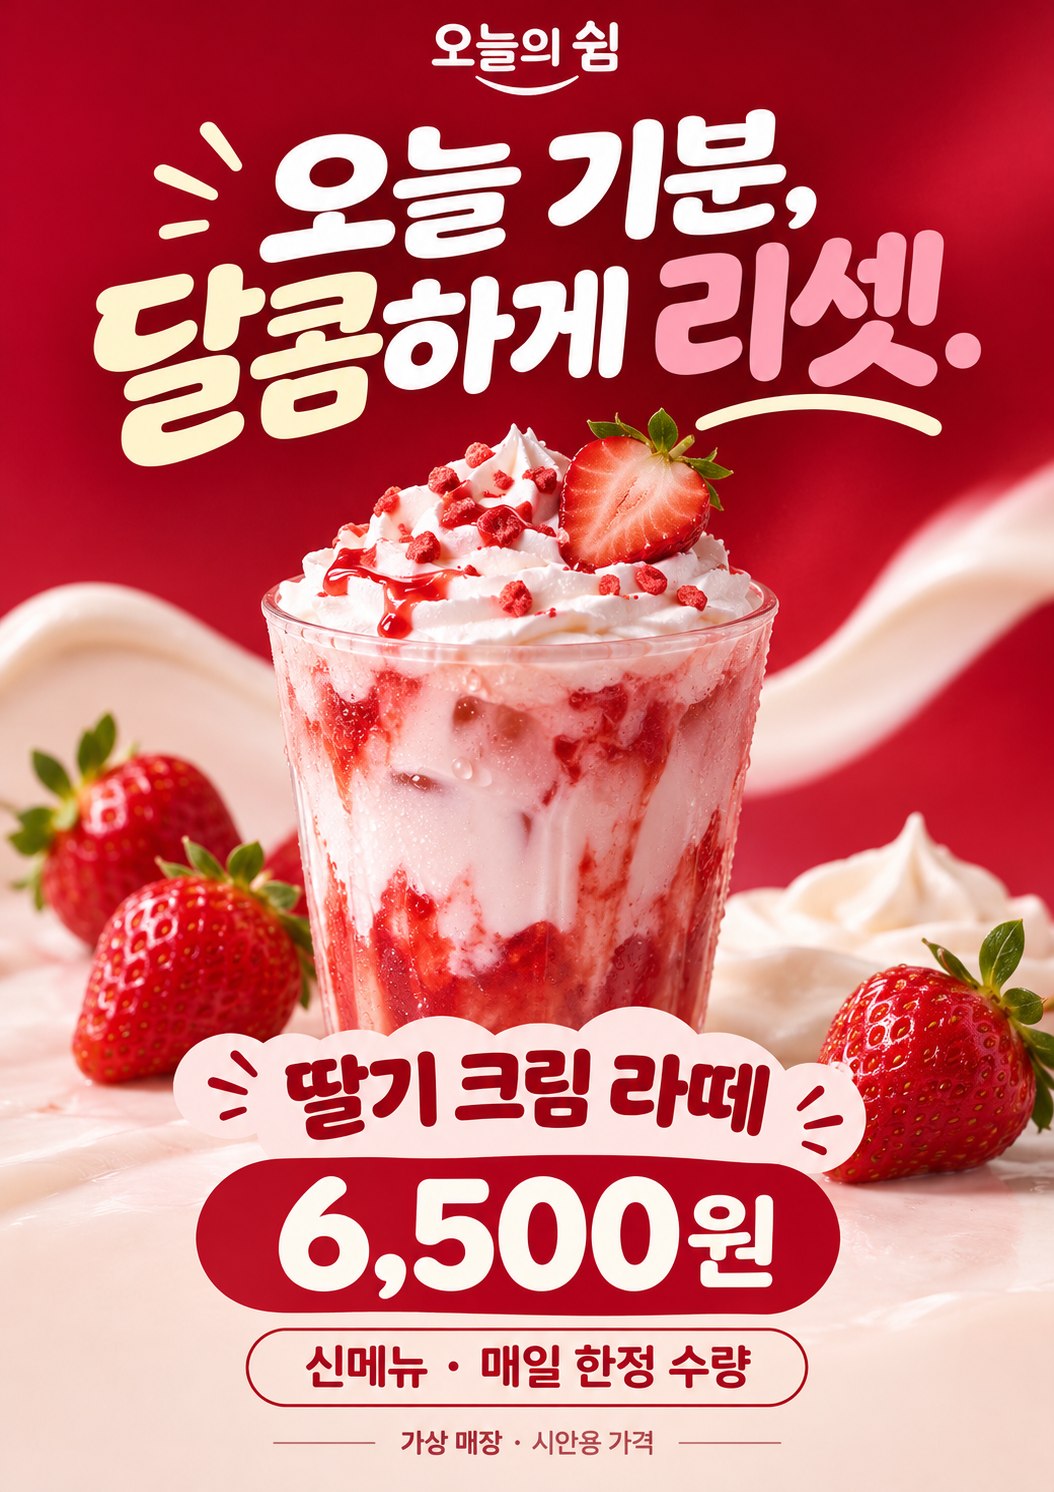 오늘의 쉼
오늘 기분,
달콤하게 리셋.
딸기 크림 라떼
6,500원
신메뉴 · 매일 한정 수량
가상 매장 · 시안용 가격